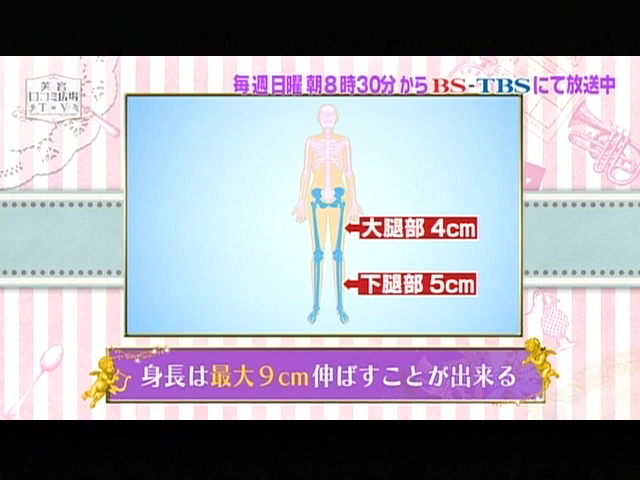 毎週日曜 朝8時30分から BS-TBSにて放送中
美容
口コミ広場
T V
大腿部 4cm
下腿部 5cm
身長は最大9cm伸ばすことが出来る